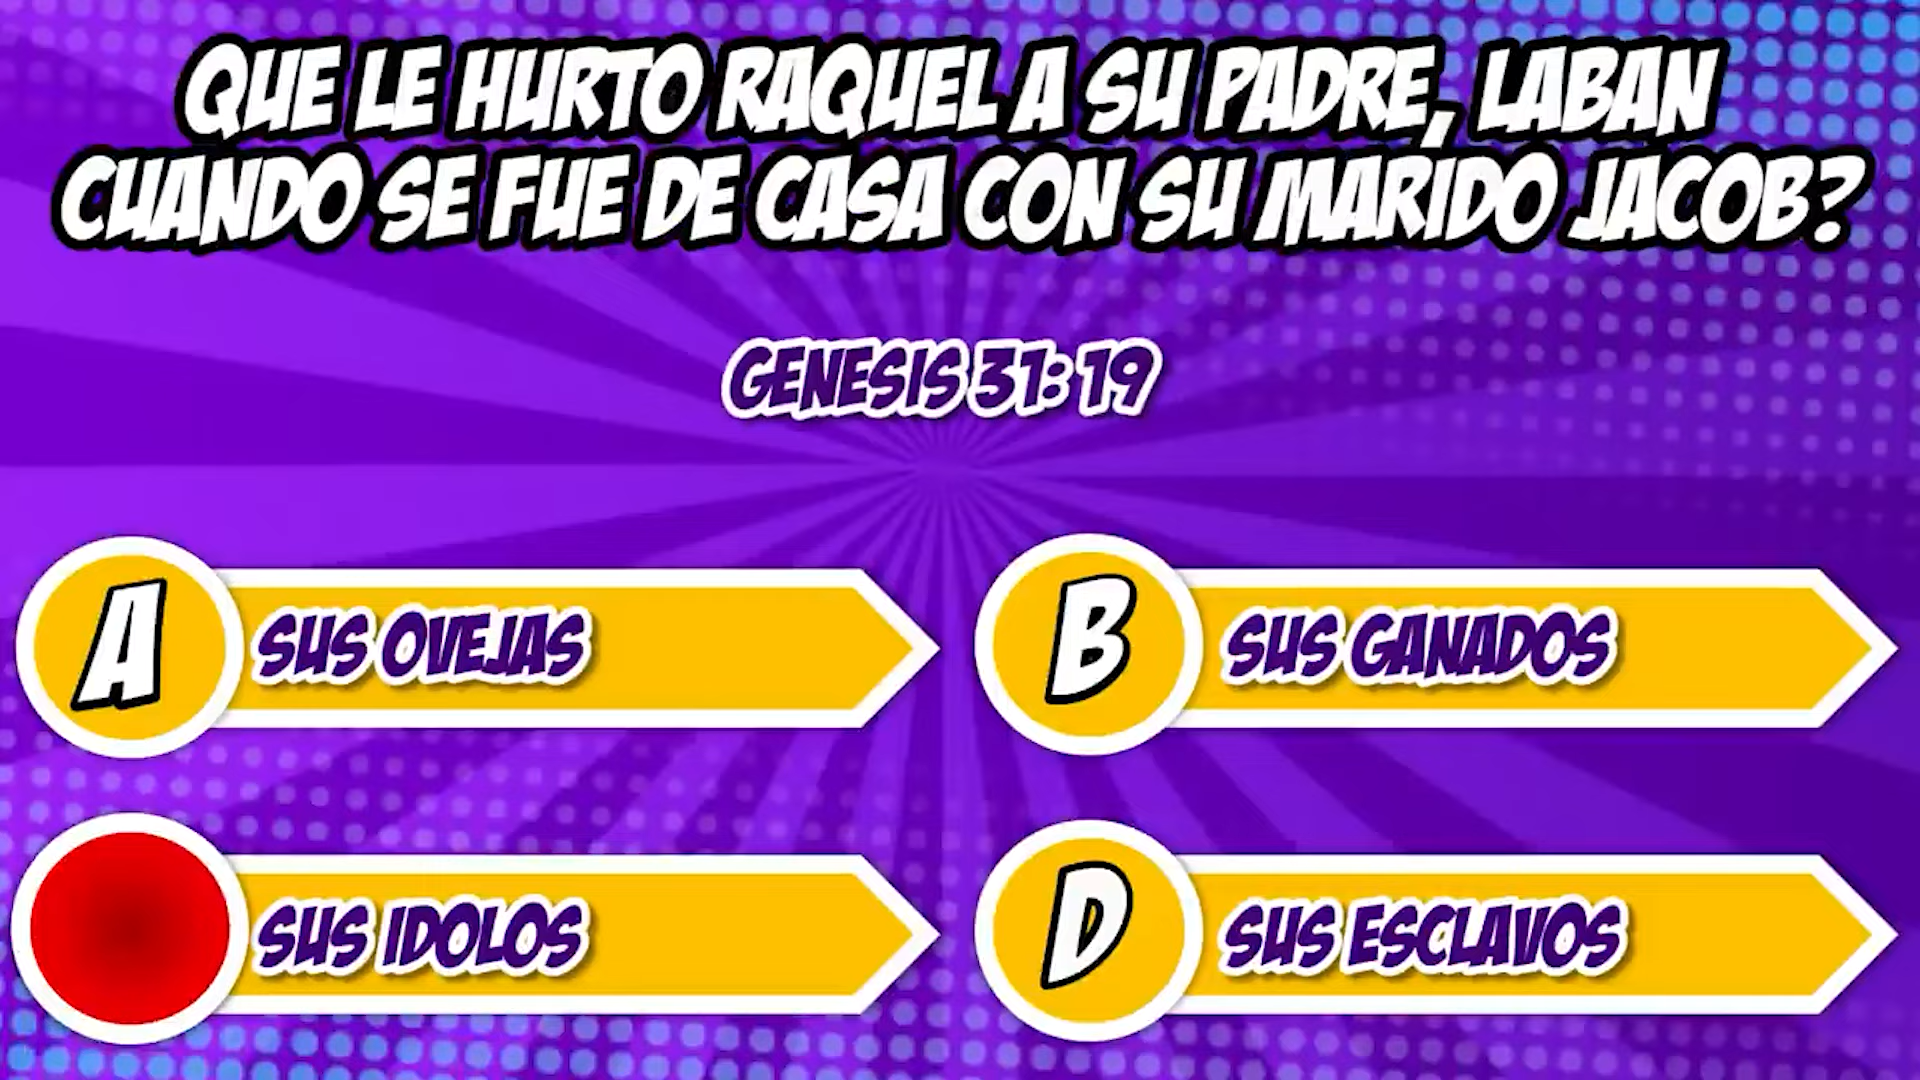 QUE LE HURTO RAQUEL A SU PADRE, LABAN
CUANDO SE FUE DE CASA CON SU MARIDO JACOB?
GENESIS 31: 19
A SUS OVEJAS
B SUS GANADOS
SUS IDOLOS
D SUS ESCLAVOS